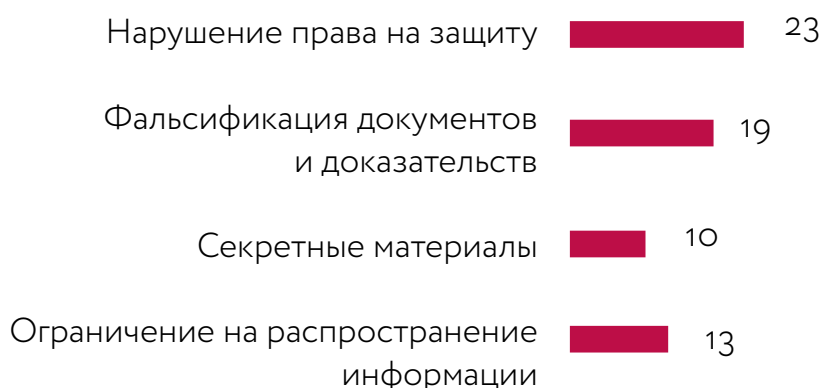 Нарушение права на защиту 23
Фальсификация документов
и доказательств 19
Секретные материалы 10
Ограничение на распространение
информации 13